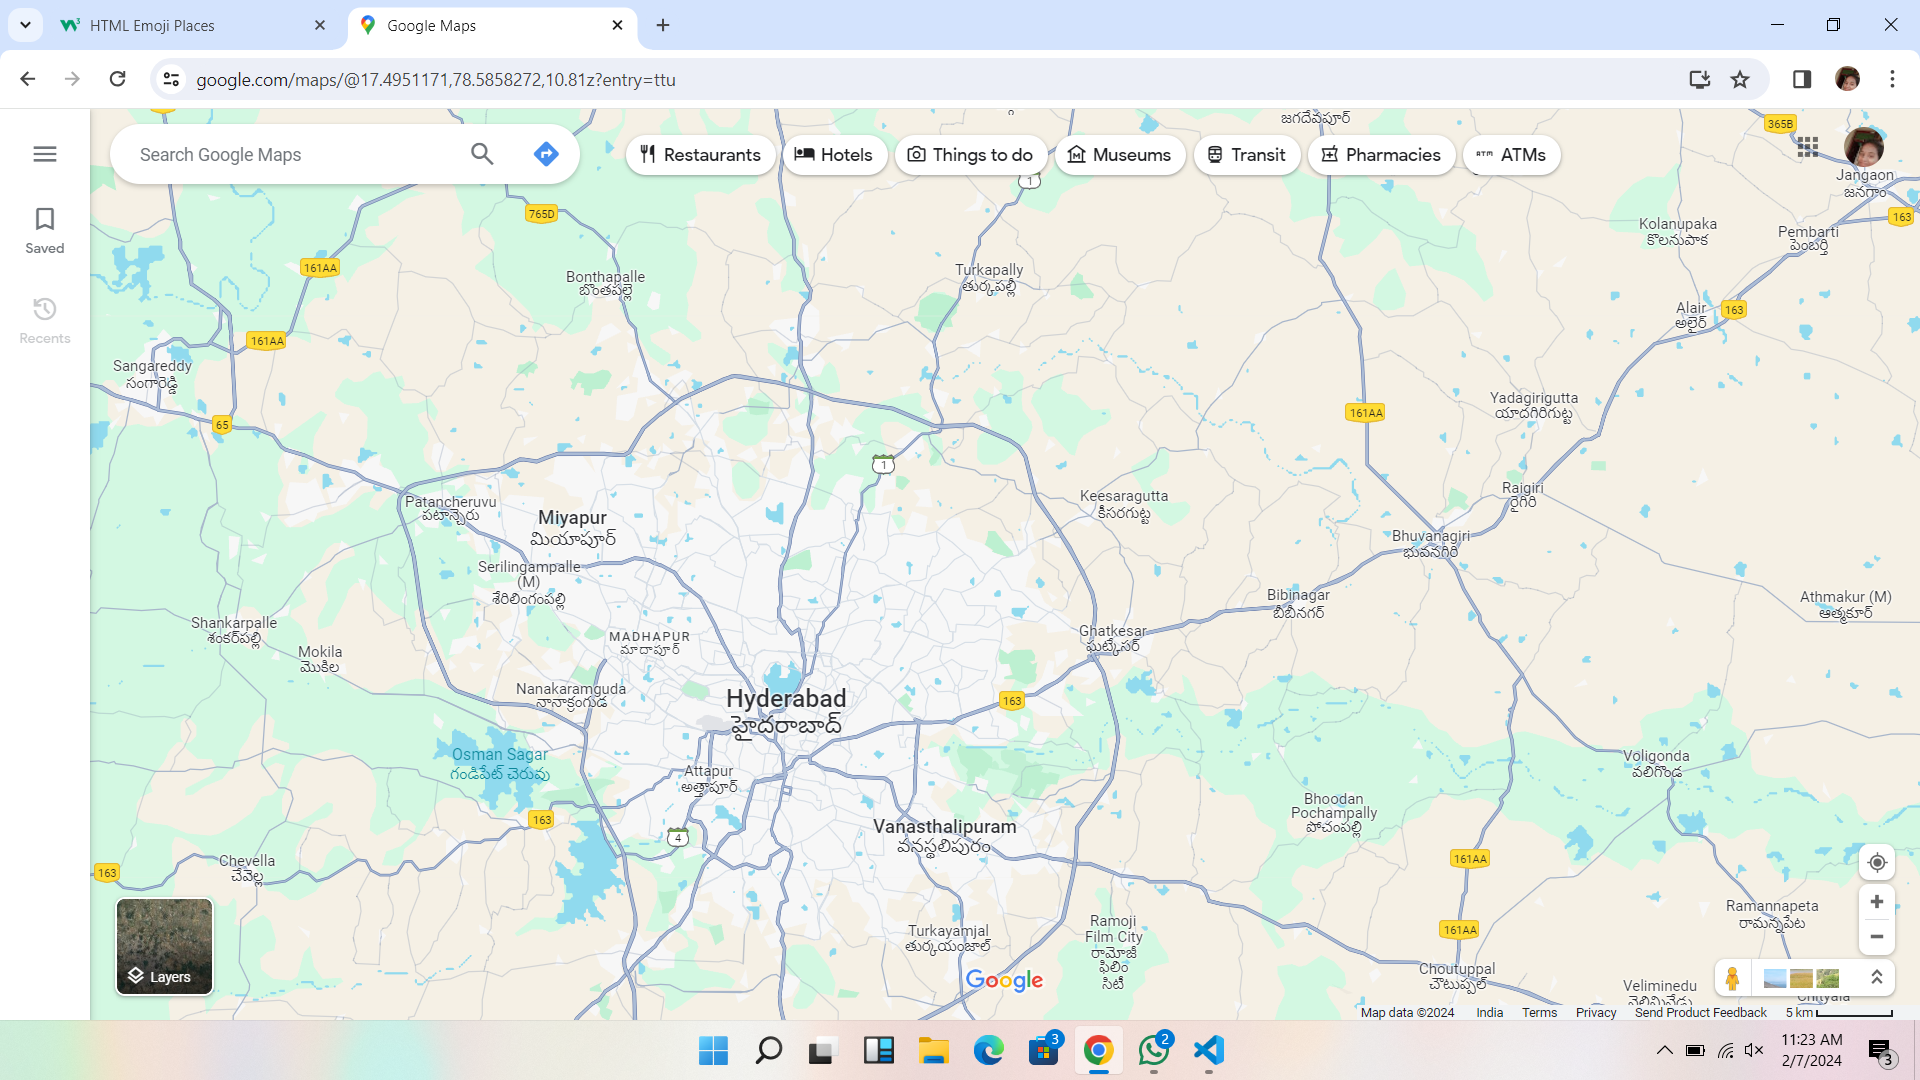 HTML Emoji Places
Google Maps
google.com/maps/@17.4951171,78.5858272,10.81z?entry=ttu
Search Google Maps
Restaurants
Hotels
Things to do
Museums
Transit
Pharmacies
ATMs
Saved
Recents
జగదేవపూర్
365B
Jangaon
జనగాం
163
765D
1
Kolanupaka
కొలనుపాక
Pembarti
పెంబర్తి
161AA
Bonthapalle
బొంతపల్లె
Turkapally
తుర్కపల్లి
Alair
అలైర్
163
161AA
Sangareddy
సంగారెడ్డి
65
161AA
Yadagirigutta
యాదగిరిగుట్ట
1
Patancheruvu
పటాన్చెరు
Miyapur
మియాపూర్
Keesaragutta
కీసరగుట్ట
Raigiri
రైగిరి
Bhuvanagiri
భువనగిరి
Serilingampalle
(M)
శేరిలింగంపల్లి
Bibinagar
బీబీనగర్
Athmakur (M)
ఆత్మకూర్
Shankarpalle
శంకర్‌పల్లి
Mokila
మొకిల
MADHAPUR
మాదాపూర్
Ghatkesar
ఘట్కేసర్
Nanakaramguda
నానాక్రంగుడ
Hyderabad
హైదరాబాద్
163
Osman Sagar
గండిపేట్ చెరువు
Attapur
అత్తాపూర్
Voligonda
వలిగొండ
163
4
Vanasthalipuram
వనస్థలిపురం
Bhoodan
Pochampally
పోచంపల్లి
Chevella
చేవెళ్ల
163
161AA
Turkayamjal
తుర్కయంజాల్
Ramoji
Film City
రామోజీ
ఫిలిం
సిటీ
161AA
Ramannapeta
రామన్నపేట
Choutuppal
చౌటుప్పల్
Veliminedu
Chityala
Layers
Google
Map data ©2024
India
Terms
Privacy
Send Product Feedback
5 km
3
2
11:23 AM
2/7/2024
3